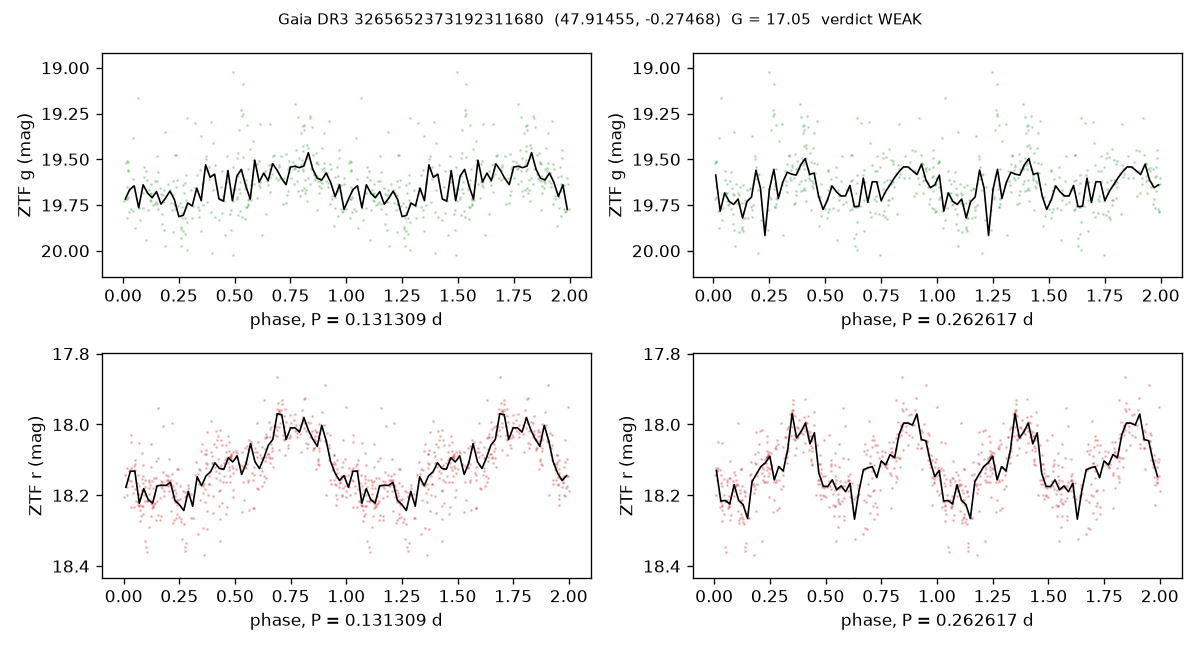 Gaia DR3 3265652373192311680  (47.91455, -0.27468)  G = 17.05  verdict WEAK
ZTF g (mag)
19.00
19.25
19.50
19.75
20.00
0.00 0.25 0.50 0.75 1.00 1.25 1.50 1.75 2.00
phase, P = 0.131309 d
ZTF g (mag)
19.00
19.25
19.50
19.75
20.00
0.00 0.25 0.50 0.75 1.00 1.25 1.50 1.75 2.00
phase, P = 0.262617 d
ZTF r (mag)
17.8
18.0
18.2
18.4
0.00 0.25 0.50 0.75 1.00 1.25 1.50 1.75 2.00
phase, P = 0.131309 d
ZTF r (mag)
17.8
18.0
18.2
18.4
0.00 0.25 0.50 0.75 1.00 1.25 1.50 1.75 2.00
phase, P = 0.262617 d